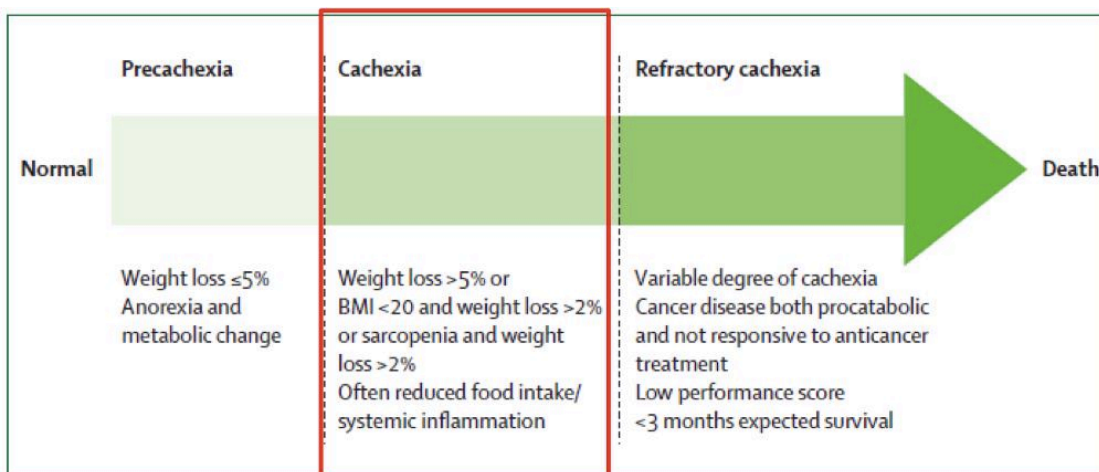 Precachexia
Cachexia
Refractory cachexia
Normal
Death
Weight loss ≤5%
Anorexia and
metabolic change
Weight loss >5% or
BMI <20 and weight loss >2%
or sarcopenia and weight
loss >2%
Often reduced food intake/
systemic inflammation
Variable degree of cachexia
Cancer disease both procatabolic
and not responsive to anticancer
treatment
Low performance score
<3 months expected survival